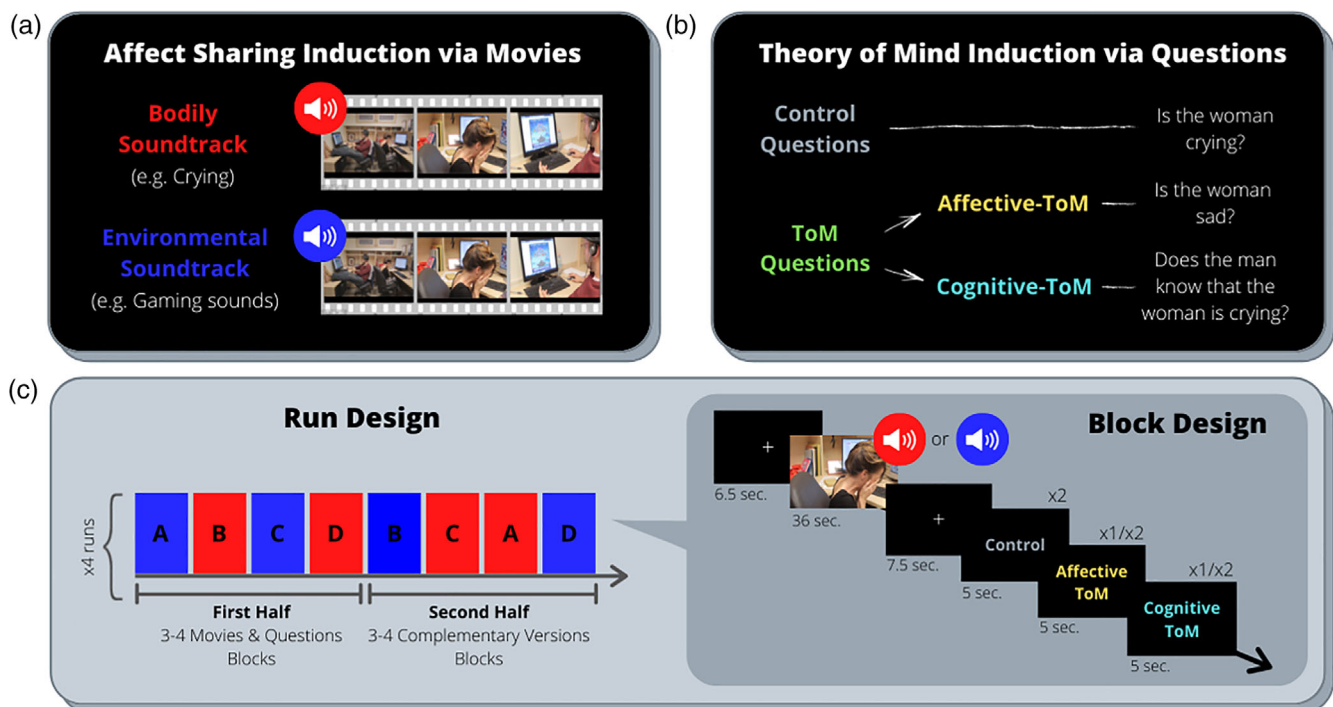 (a)
Affect Sharing Induction via Movies
Bodily
Soundtrack
(e.g. Crying)
Environmental
Soundtrack
(e.g. Gaming sounds)
(b)
Theory of Mind Induction via Questions
Control
Questions
Is the woman
crying?
ToM
Questions
Affective-ToM
Is the woman
sad?
Cognitive-ToM
Does the man
know that the
woman is crying?
(c)
Run Design
x4 runs
A B C D B C A D
First Half
3-4 Movies & Questions
Blocks
Second Half
3-4 Complementary Versions
Blocks
Block Design
or
6.5 sec.
36 sec.
7.5 sec.
x2
Control
5 sec.
x1/x2
Affective
ToM
5 sec.
x1/x2
Cognitive
ToM
5 sec.